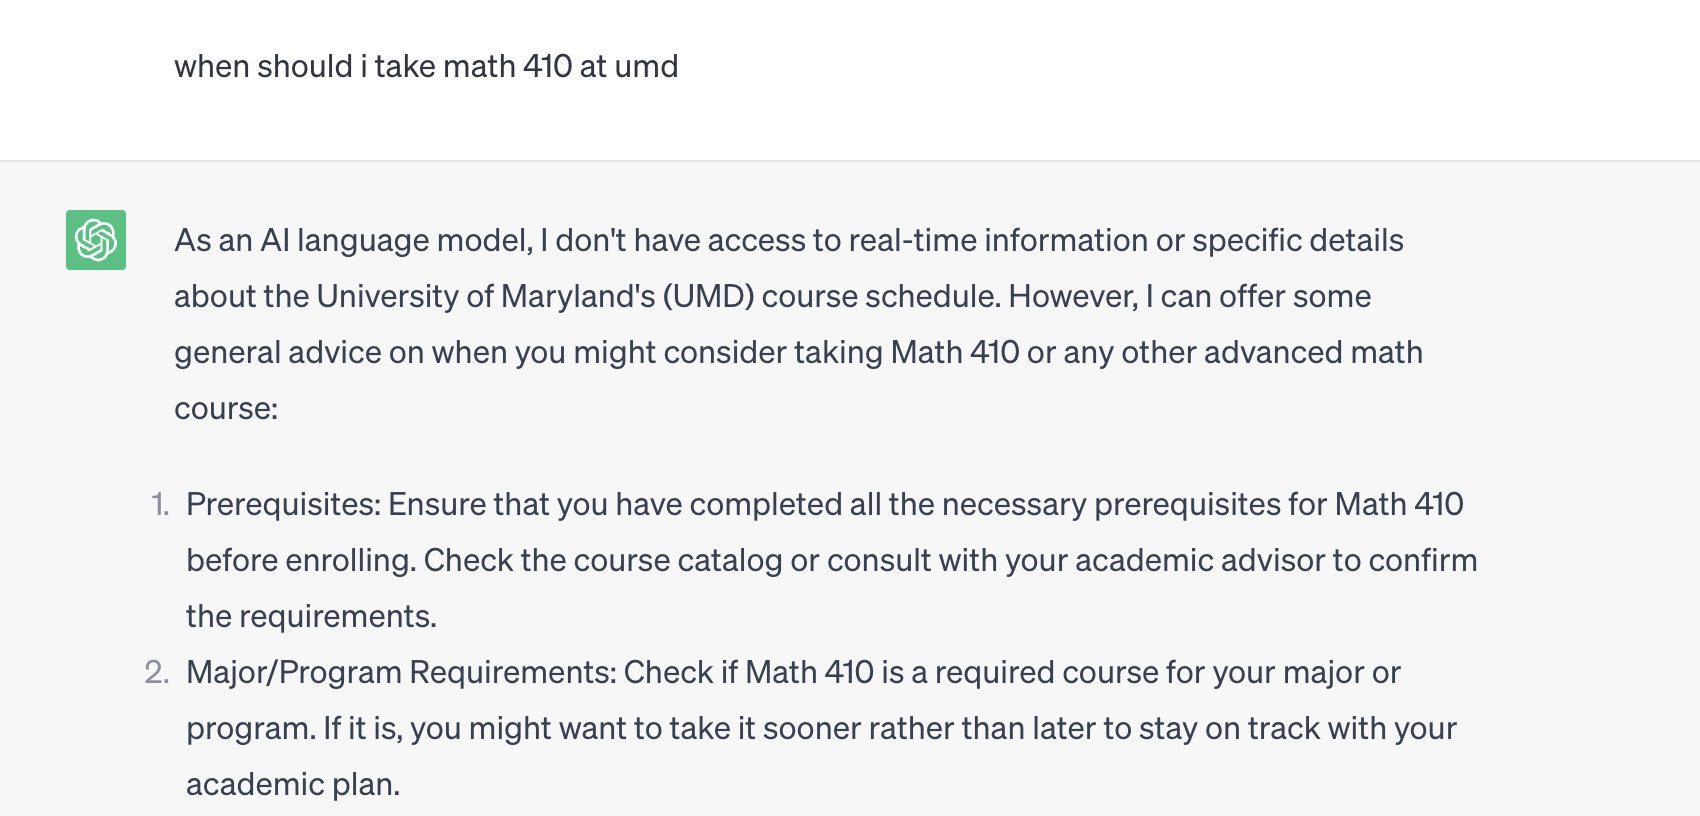 when should i take math 410 at umd
As an AI language model, I don't have access to real-time information or specific details
about the University of Maryland's (UMD) course schedule. However, I can offer some
general advice on when you might consider taking Math 410 or any other advanced math
course:
1. Prerequisites: Ensure that you have completed all the necessary prerequisites for Math 410
before enrolling. Check the course catalog or consult with your academic advisor to confirm
the requirements.
2. Major/Program Requirements: Check if Math 410 is a required course for your major or
program. If it is, you might want to take it sooner rather than later to stay on track with your
academic plan.